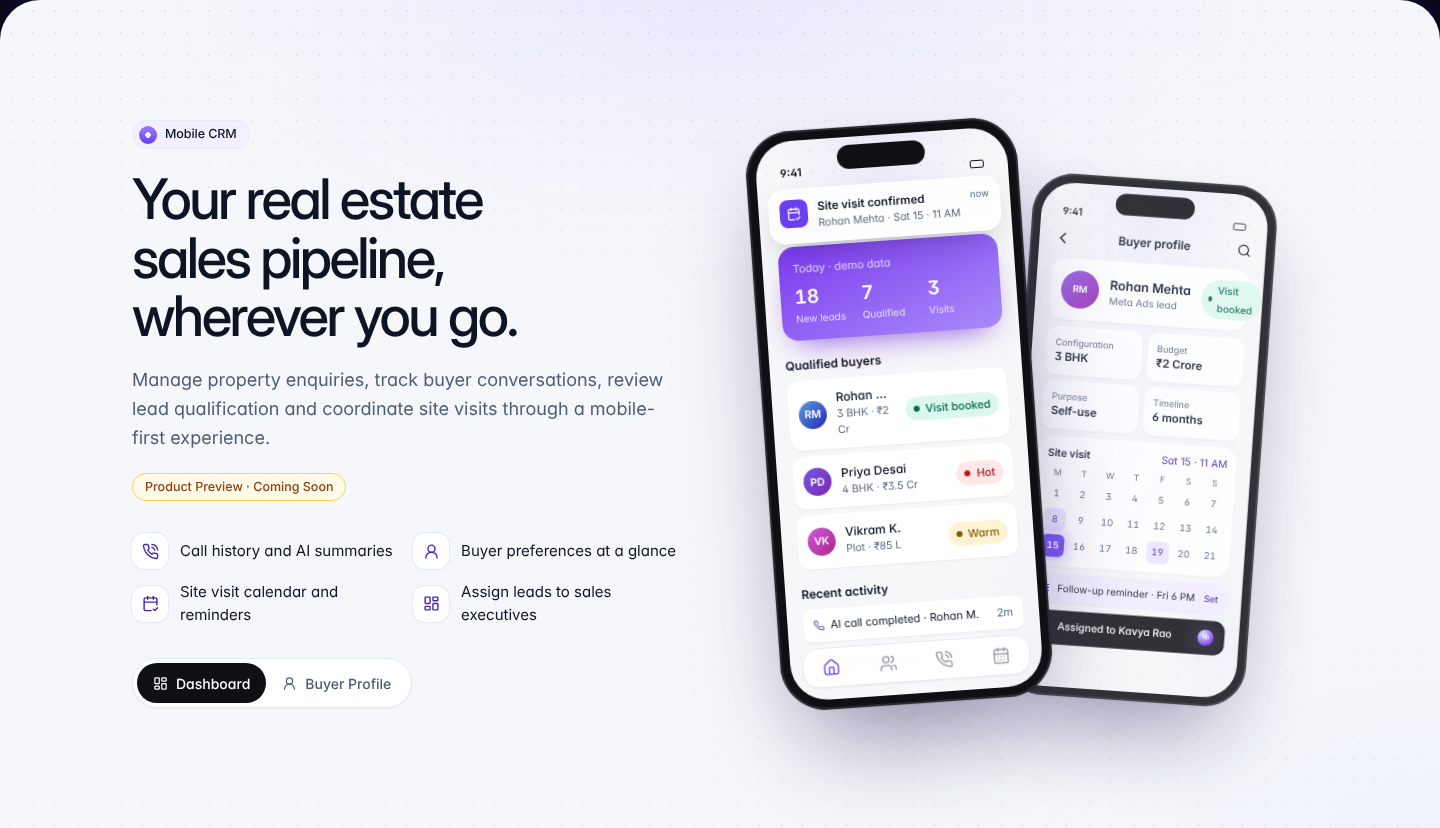 Mobile CRM
Your real estate
sales pipeline,
wherever you go.
Manage property enquiries, track buyer conversations, review
lead qualification and coordinate site visits through a mobile-
first experience.
Product Preview · Coming Soon
Call history and AI summaries
Buyer preferences at a glance
Site visit calendar and
reminders
Assign leads to sales
executives
Dashboard
Buyer Profile
9:41
Site visit confirmed
now
Rohan Mehta · Sat 15 · 11 AM
Today · demo data
18
7
3
New leads
Qualified
Visits
Qualified buyers
RM
Rohan ...
3 BHK · ₹2
Cr
Visit booked
PD
Priya Desai
4 BHK · ₹3.5 Cr
Hot
VK
Vikram K.
Plot · ₹85 L
Warm
Recent activity
AI call completed · Rohan M.
2m
9:41
Buyer profile
RM
Rohan Mehta
Meta Ads lead
Visit
booked
Configuration
3 BHK
Budget
₹2 Crore
Purpose
Self-use
Timeline
6 months
Site visit
Sat 15 · 11 AM
M T W T F S S
1 2 3 4 5 6 7
8 9 10 11 12 13 14
15 16 17 18 19 20 21
Follow-up reminder · Fri 6 PM
Set
Assigned to Kavya Rao